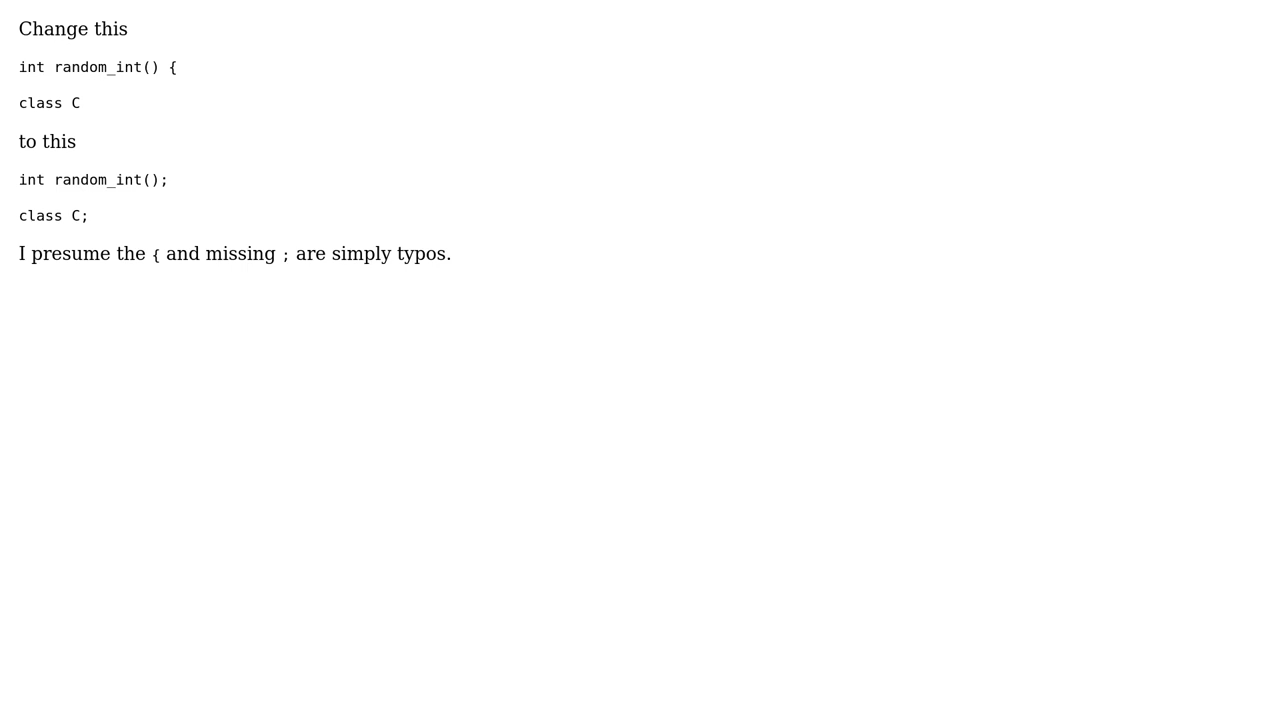 Change this
int random_int() {
class C
to this
int random_int();
class C;
I presume the { and missing ; are simply typos.